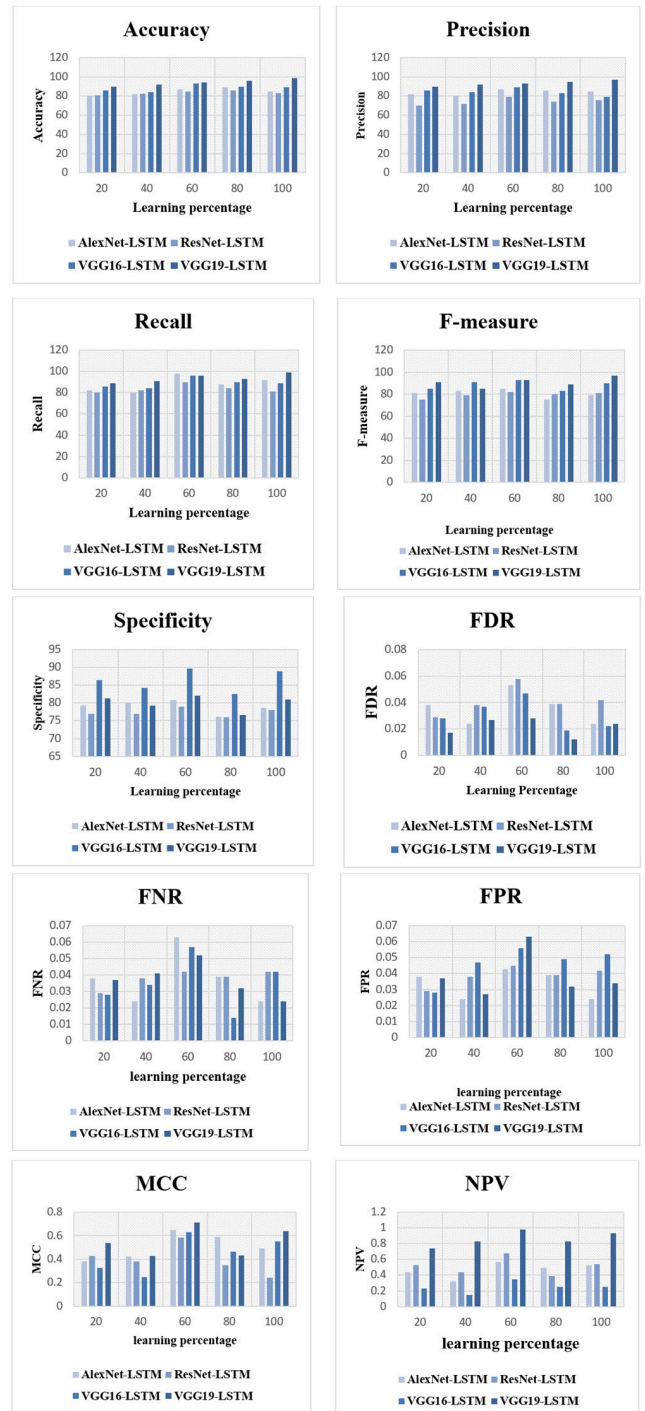 Accuracy
120
100
80
60
40
20
0
Accuracy
20 40 60 80 100
Learning percentage
AlexNet-LSTM ResNet-LSTM
VGG16-LSTM VGG19-LSTM
Precision
120
100
80
60
40
20
0
Precision
20 40 60 80 100
Learning percentage
AlexNet-LSTM ResNet-LSTM
VGG16-LSTM VGG19-LSTM
Recall
120
100
80
60
40
20
0
Recall
20 40 60 80 100
Learning percentage
AlexNet-LSTM ResNet-LSTM
VGG16-LSTM VGG19-LSTM
F-measure
120
100
80
60
40
20
0
F-measure
20 40 60 80 100
Learning percentage
AlexNet-LSTM ResNet-LSTM
VGG16-LSTM VGG19-LSTM
Specificity
95
90
85
80
75
70
65
Specificity
20 40 60 80 100
Learning percentage
AlexNet-LSTM ResNet-LSTM
VGG16-LSTM VGG19-LSTM
FDR
0.08
0.06
0.04
0.02
0
FDR
20 40 60 80 100
Learning Percentage
AlexNet-LSTM ResNet-LSTM
VGG16-LSTM VGG19-LSTM
FNR
0.07
0.06
0.05
0.04
0.03
0.02
0.01
0
FNR
20 40 60 80 100
learning percentage
AlexNet-LSTM ResNet-LSTM
VGG16-LSTM VGG19-LSTM
FPR
0.07
0.06
0.05
0.04
0.03
0.02
0.01
0
FPR
20 40 60 80 100
learning percentage
AlexNet-LSTM ResNet-LSTM
VGG16-LSTM VGG19-LSTM
MCC
0.8
0.6
0.4
0.2
0
MCC
20 40 60 80 100
learning percentage
AlexNet-LSTM ResNet-LSTM
VGG16-LSTM VGG19-LSTM
NPV
1.2
1
0.8
0.6
0.4
0.2
0
NPV
20 40 60 80 100
learning percentage
AlexNet-LSTM ResNet-LSTM
VGG16-LSTM VGG19-LSTM